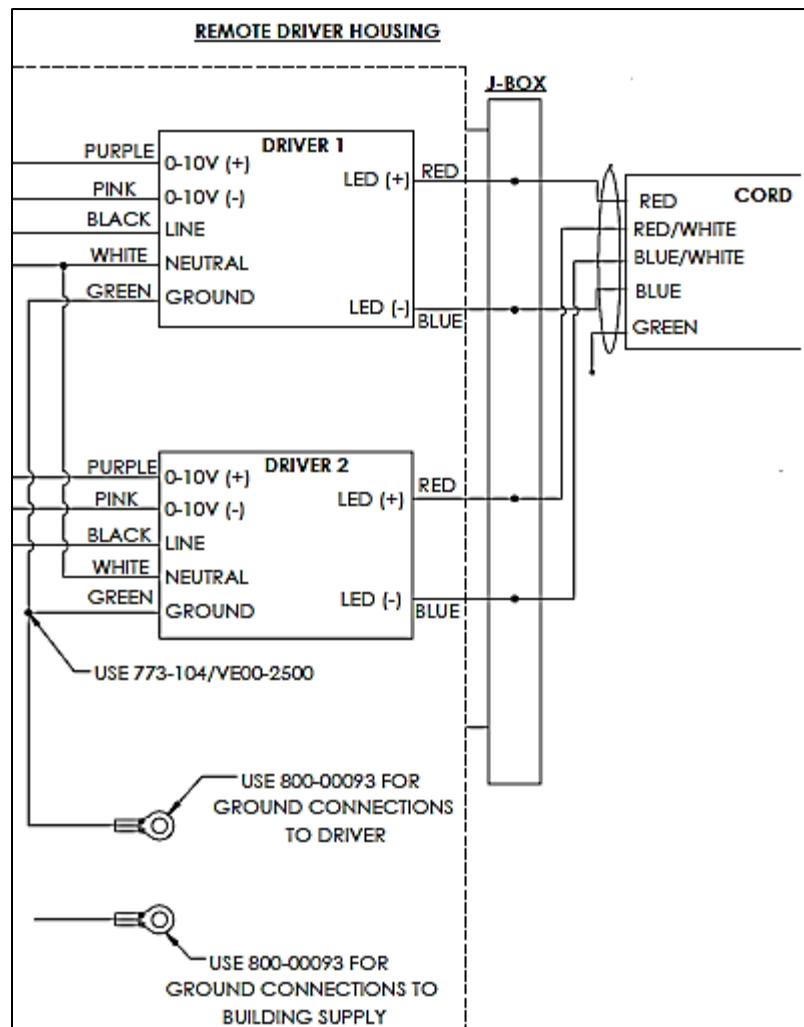 REMOTE DRIVER HOUSING
J-BOX
DRIVER 1
PURPLE
0-10V (+)
LED (+)
RED
PINK
0-10V (-)
BLACK
LINE
WHITE
NEUTRAL
GREEN
GROUND
LED (-)
BLUE
CORD
RED
RED/WHITE
BLUE/WHITE
BLUE
GREEN
DRIVER 2
PURPLE
0-10V (+)
LED (+)
RED
PINK
0-10V (-)
BLACK
LINE
WHITE
NEUTRAL
GREEN
GROUND
LED (-)
BLUE
USE 773-104/VE00-2500
USE 800-00093 FOR
GROUND CONNECTIONS
TO DRIVER
USE 800-00093 FOR
GROUND CONNECTIONS TO
BUILDING SUPPLY